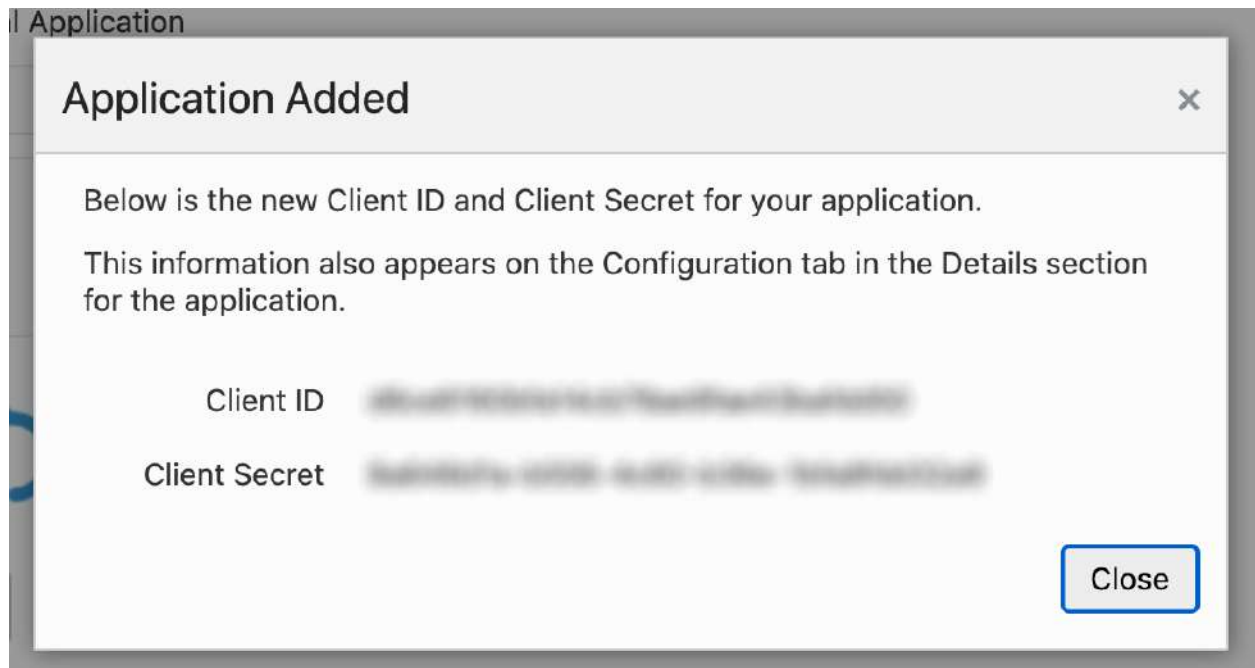 l Application
Application Added
×
Below is the new Client ID and Client Secret for your application.
This information also appears on the Configuration tab in the Details section
for the application.
Client ID
Client Secret
Close